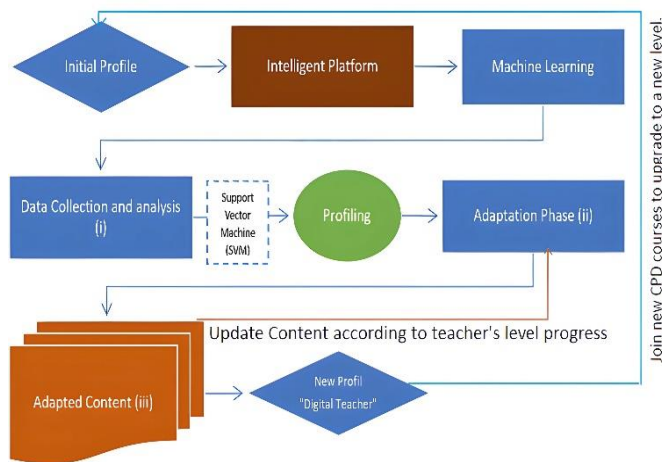 Initial Profile
Intelligent Platform
Machine Learning
Data Collection and analysis
(i)
Support
Vector
Machine
(SVM)
Profiling
Adaptation Phase (ii)
Update Content according to teacher's level progress
Adapted Content (iii)
New Profil
"Digital Teacher"
Join new CPD courses to upgrade to a new level.